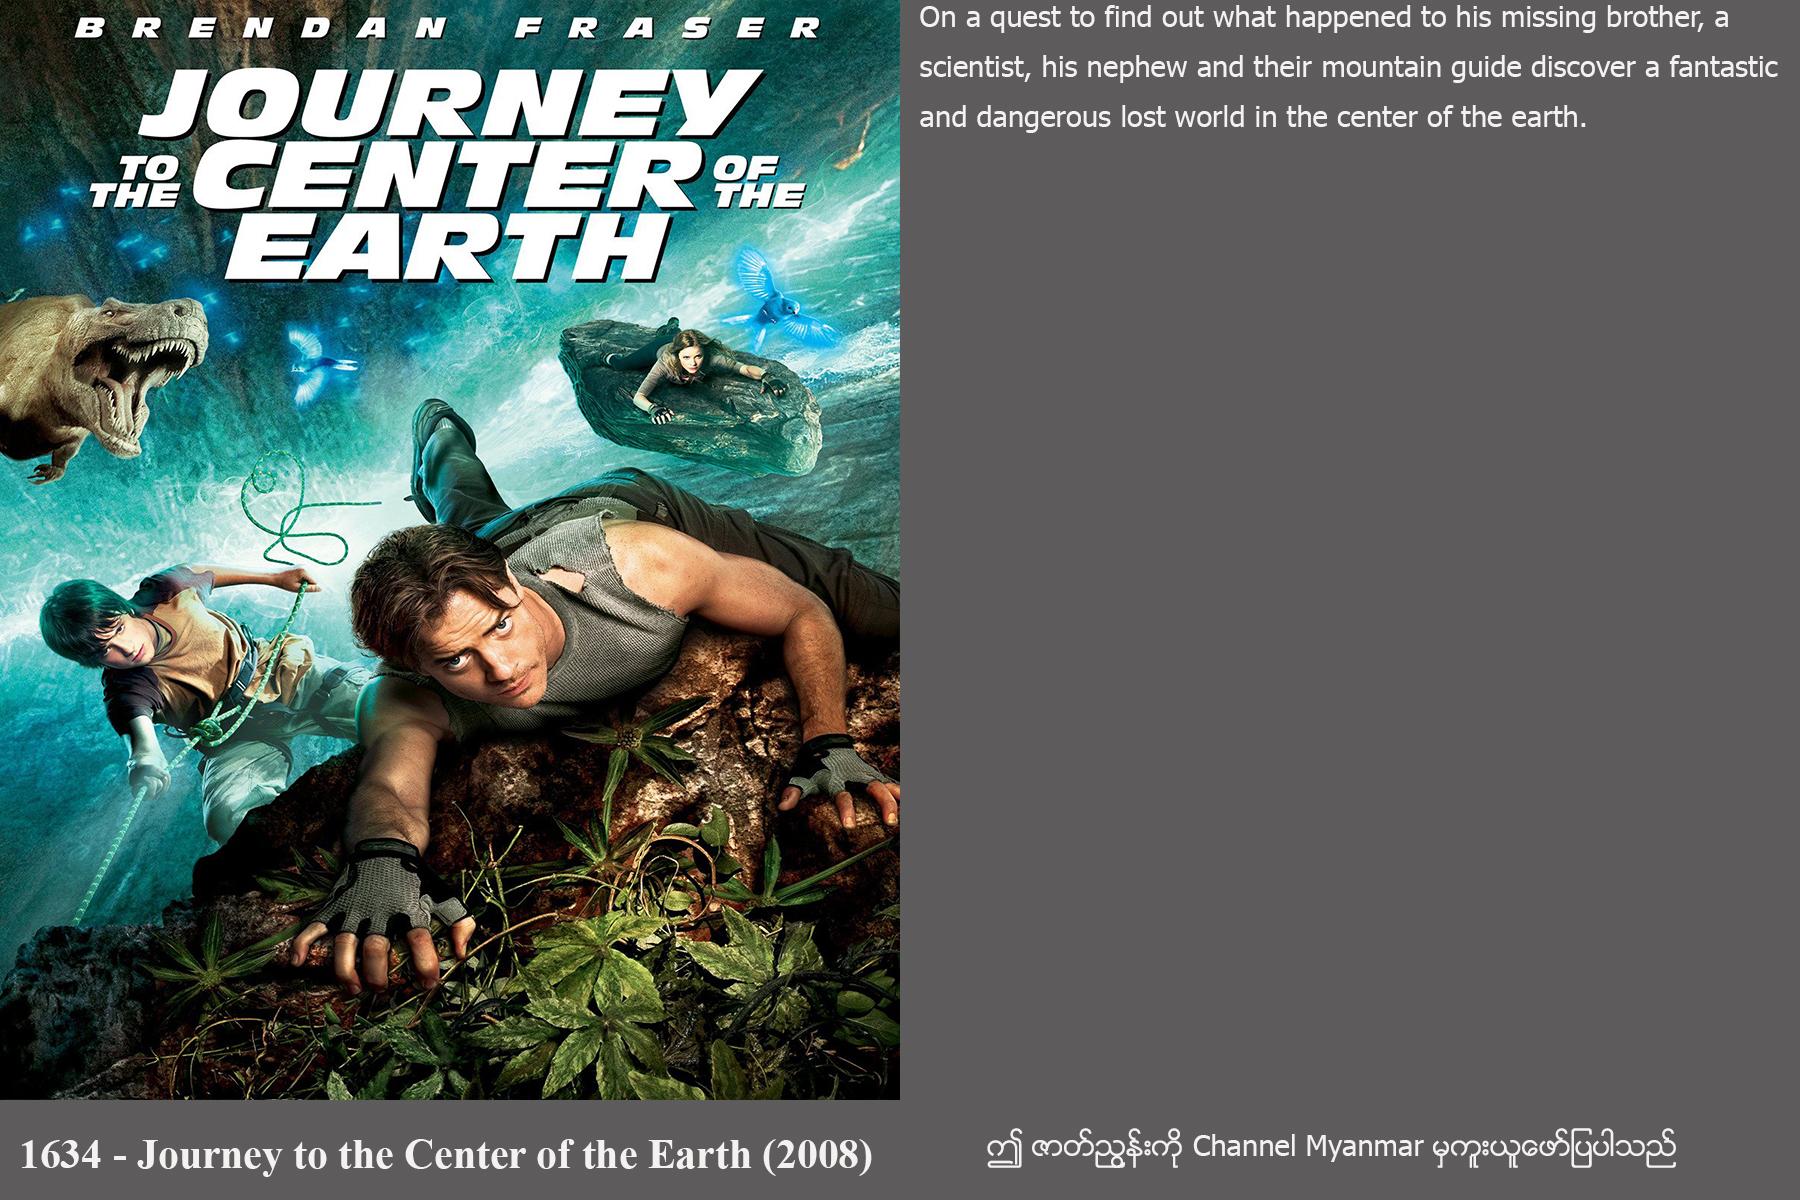 BRENDAN FRASER
JOURNEY
TO THE CENTER OF THE
EARTH
On a quest to find out what happened to his missing brother, a
scientist, his nephew and their mountain guide discover a fantastic
and dangerous lost world in the center of the earth.
1634 - Journey to the Center of the Earth (2008)
ဤ ဇာတ်ညွှန်းကို Channel Myanmar မှကူးယူဖော်ပြပါသည်